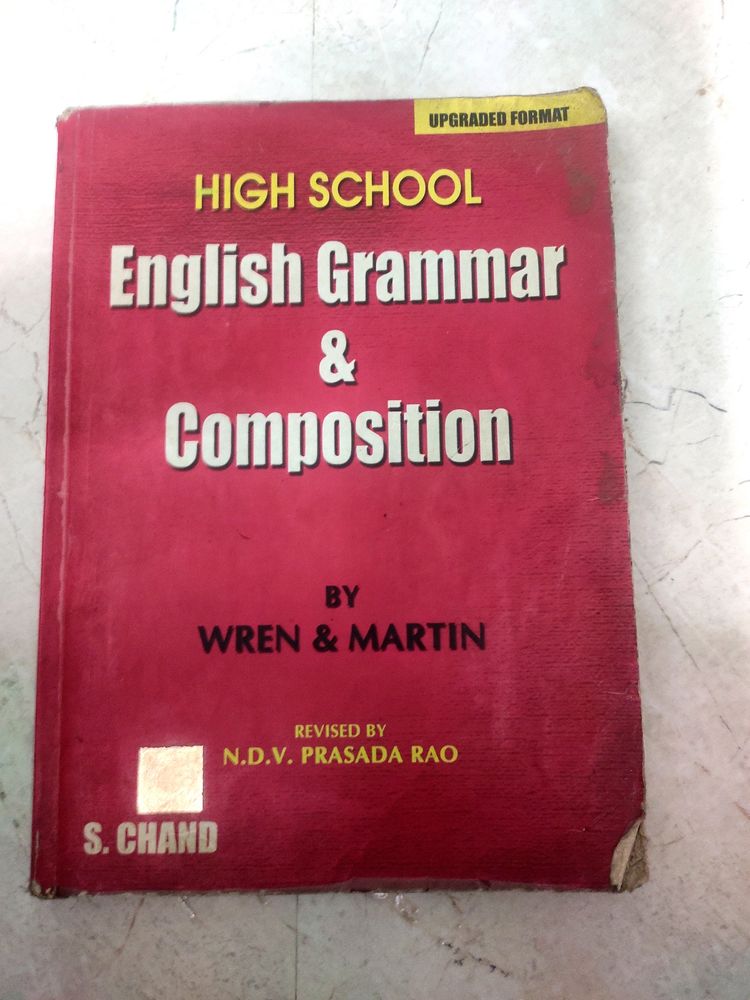 UPGRADED FORMAT
HIGH SCHOOL
English Grammar
&
Composition
BY
WREN & MARTIN
REVISED BY
N.D.V. PRASADA RAO
S. CHAND